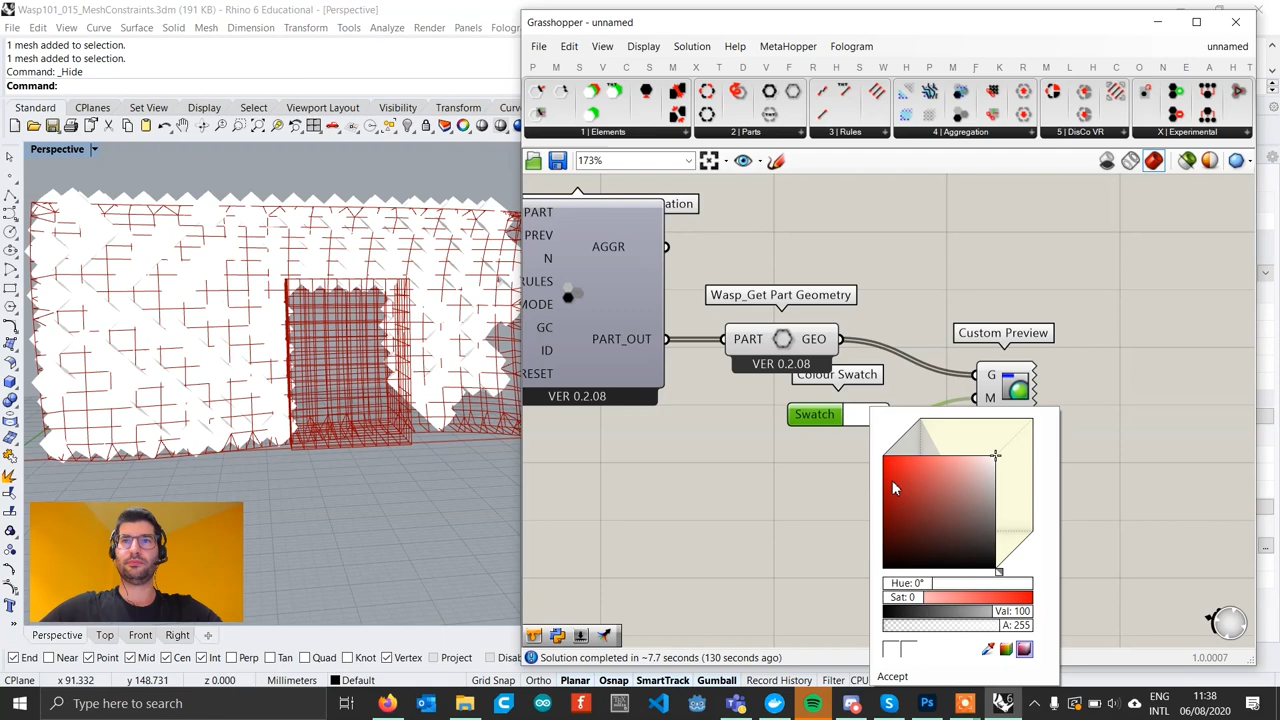 Wasp101_015_MeshConstraints.3dm (191 KB) - Rhino 6 Educational - [Perspective]
File Edit View Curve Surface Solid Mesh Dimension Transform Tools Analyze Render Panels
1 mesh added to selection.
1 mesh added to selection.
Command: _Hide
Command:
Standard CPlanes Set View Display Select Viewport Layout Visibility Transform
Perspective
Grasshopper - unnamed
File Edit View Display Solution Help MetaHopper Fologram unnamed
P M S V C S M X T D V F I P R S W H P M F K R M L H C O N E A H T
1 | Elements 2 | Parts 3 | Rules 4 | Aggregation 5 | DisCo VR X | Experimental
173%
ation
PART
PREV
N
RULES
MODE
GC
ID
RESET
AGGR
PART_OUT
VER 0.2.08
Wasp_Get Part Geometry
PART GEO
VER 0.2.08
Custom Preview
G
M
Colour Swatch
Swatch
Hue: 0°
Sat: 0
Val: 100
A: 255
Accept
Solution completed in ~7.7 seconds (130 seconds ago)
1.0.0007
Perspective Top Front Right
End Near Point Mid Cen Int Perp Tan Quad Knot Vertex Project
CPlane x 91.332 y 148.731 z 0.000 Millimeters Default Grid Snap Ortho Planar Osnap SmartTrack Gumball Record History Filter
Type here to search
ENG
INTL
11:38
06/08/2020